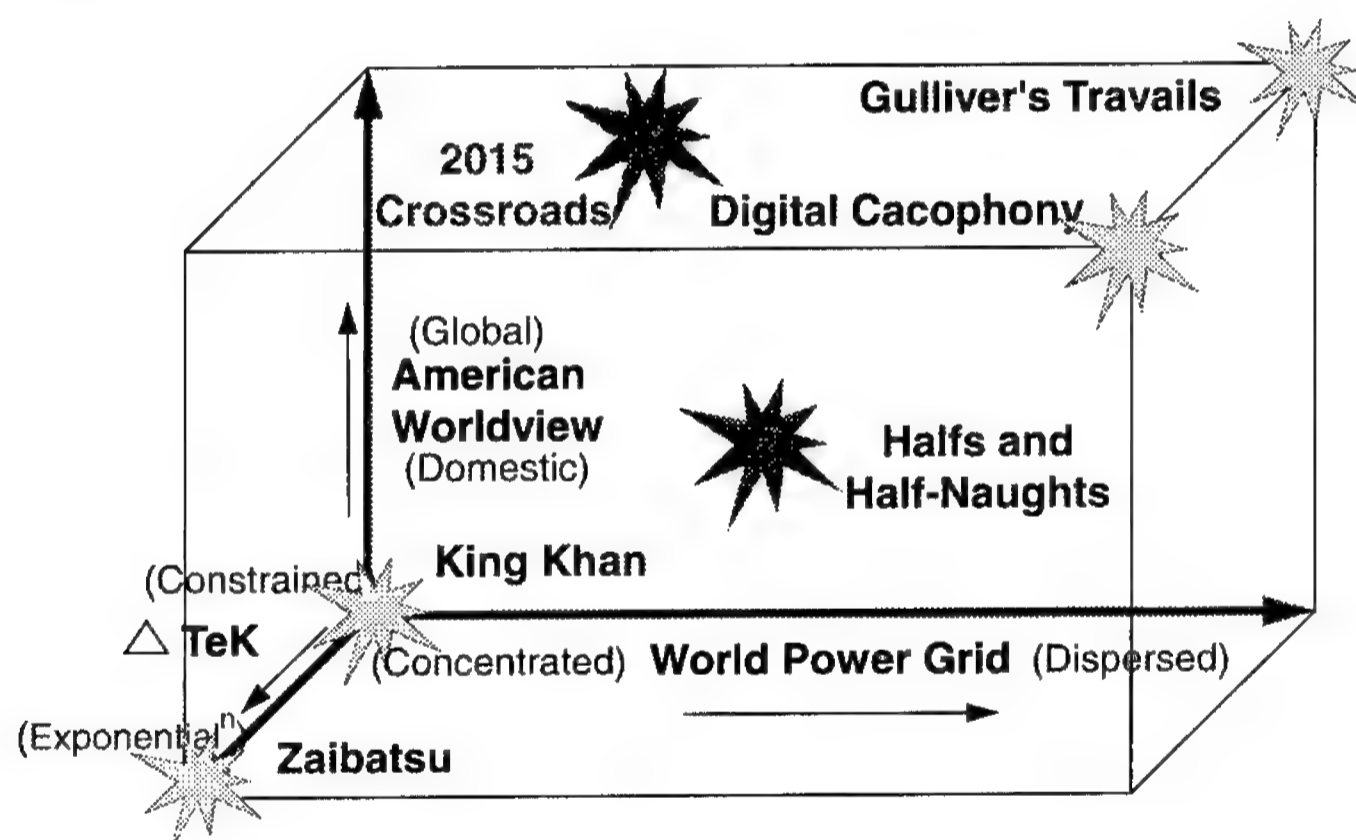 Gulliver's Travails
2015
Crossroads
Digital Cacophony
(Global)
American
Worldview
(Domestic)
Halfs and
Half-Naughts
King Khan
(Constrained
△ TeK
(Concentrated) World Power Grid (Dispersed)
(Exponentialⁿ)
Zaibatsu